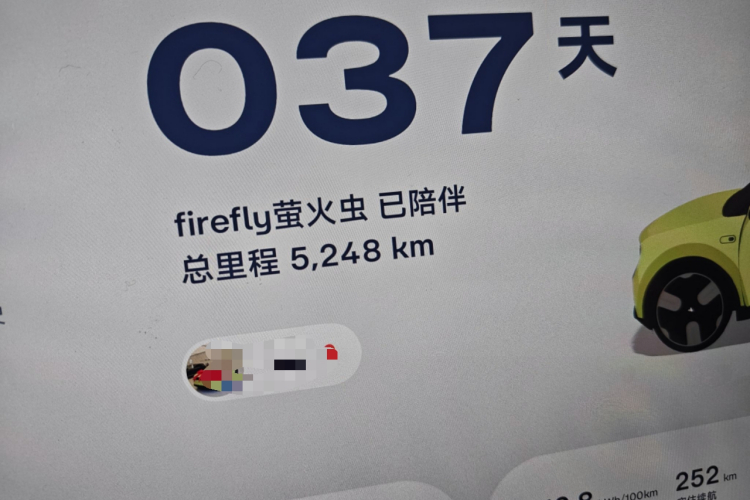 037天
firefly萤火虫 已陪伴
总里程 5,248 km
252 km